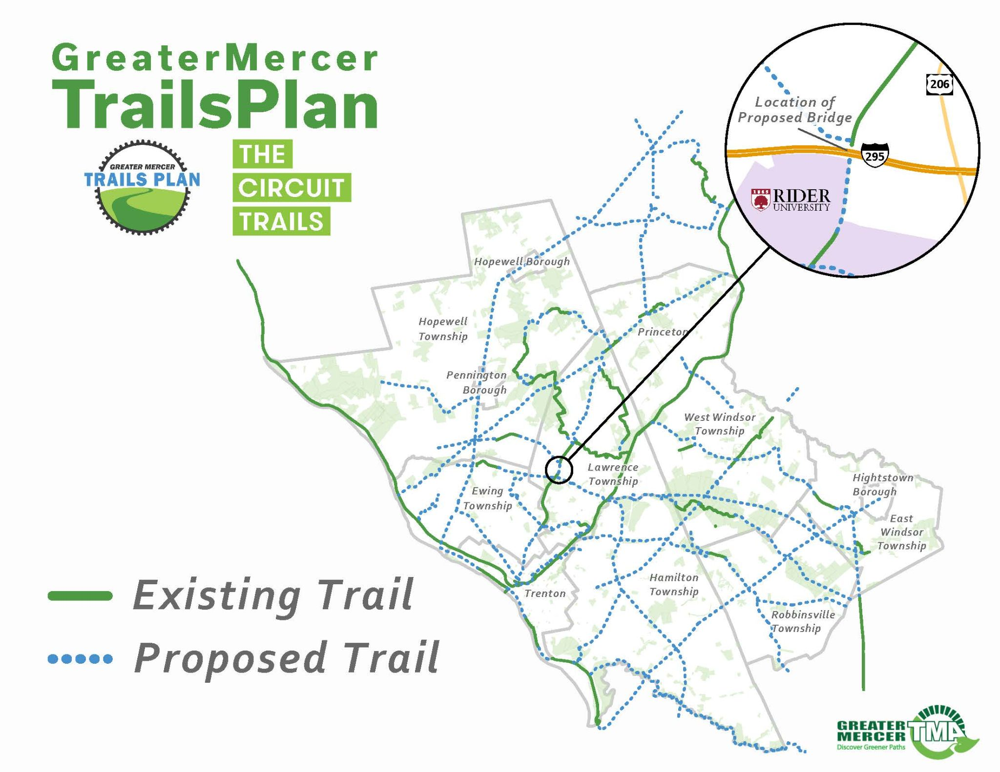 GreaterMercer
TrailsPlan
GREATER MERCER
TRAILS PLAN
THE
CIRCUIT
TRAILS
206
Location of
Proposed Bridge
295
1865
RIDER
UNIVERSITY
Hopewell Borough
Hopewell
Township
Princeton
Pennington
Borough
West Windsor
Township
Lawrence
Township
Hightstown
Borough
Ewing
Township
East
Windsor
Township
Hamilton
Township
Trenton
Robbinsville
Township
Existing Trail
Proposed Trail
GREATER
MERCER
TMA
Discover Greener Paths